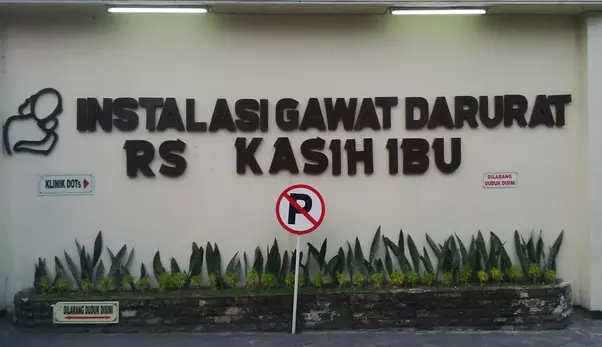 INSTALASI GAWAT DARURAT
RS KASIH IBU
KLINIK DOTs
DILARANG
DUDUK DISINI
P
DILARANG DUDUK DISINI